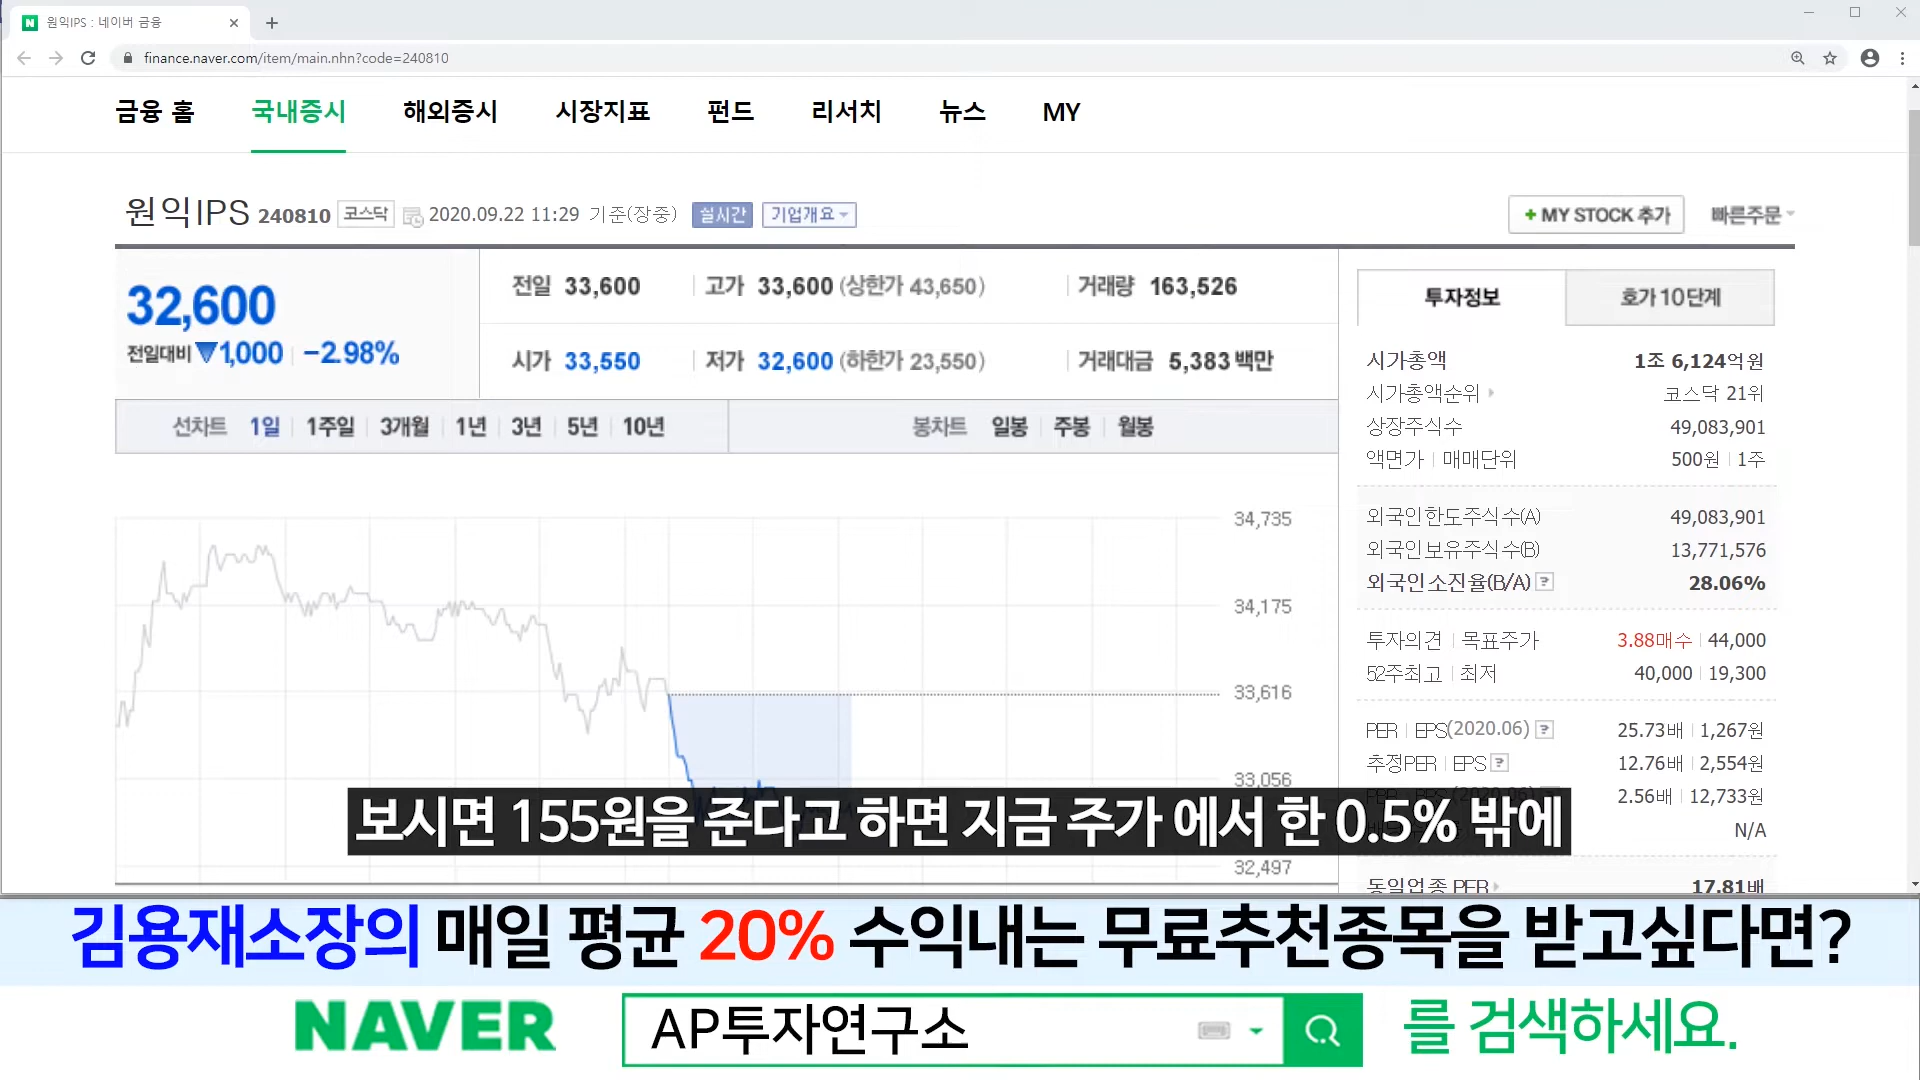 원익IPS : 네이버 금융
finance.naver.com/item/main.nhn?code=240810
금융 홈 국내증시 해외증시 시장지표 펀드 리서치 뉴스 MY
원익IPS 240810 코스닥 2020.09.22 11:29 기준(장중) 실시간 기업개요
+ MY STOCK 추가 빠른주문
32,600
전일대비 ▼1,000 -2.98%
전일 33,600 고가 33,600 (상한가 43,650) 거래량 163,526
시가 33,550 저가 32,600 (하한가 23,550) 거래대금 5,383 백만
선차트 1일 1주일 3개월 1년 3년 5년 10년 봉차트 일봉 주봉 월봉
34,735
34,175
33,616
33,056
32,497
투자정보 호가 10단계
시가총액 1조 6,124억원
시가총액순위 코스닥 21위
상장주식수 49,083,901
액면가 매매단위 500원 1주
외국인한도주식수(A) 49,083,901
외국인보유주식수(B) 13,771,576
외국인소진율(B/A) ? 28.06%
투자의견 목표주가 3.88매수 44,000
52주최고 최저 40,000 19,300
PER EPS(2020.06) ? 25.73배 1,267원
추정PER EPS ? 12.76배 2,554원
2.56배 12,733원
N/A
동일업종 PER 17.81배
보시면 155원을 준다고 하면 지금 주가 에서 한 0.5% 밖에
김용재소장의 매일 평균 20% 수익내는 무료추천종목을 받고싶다면?
NAVER AP투자연구소 를 검색하세요.